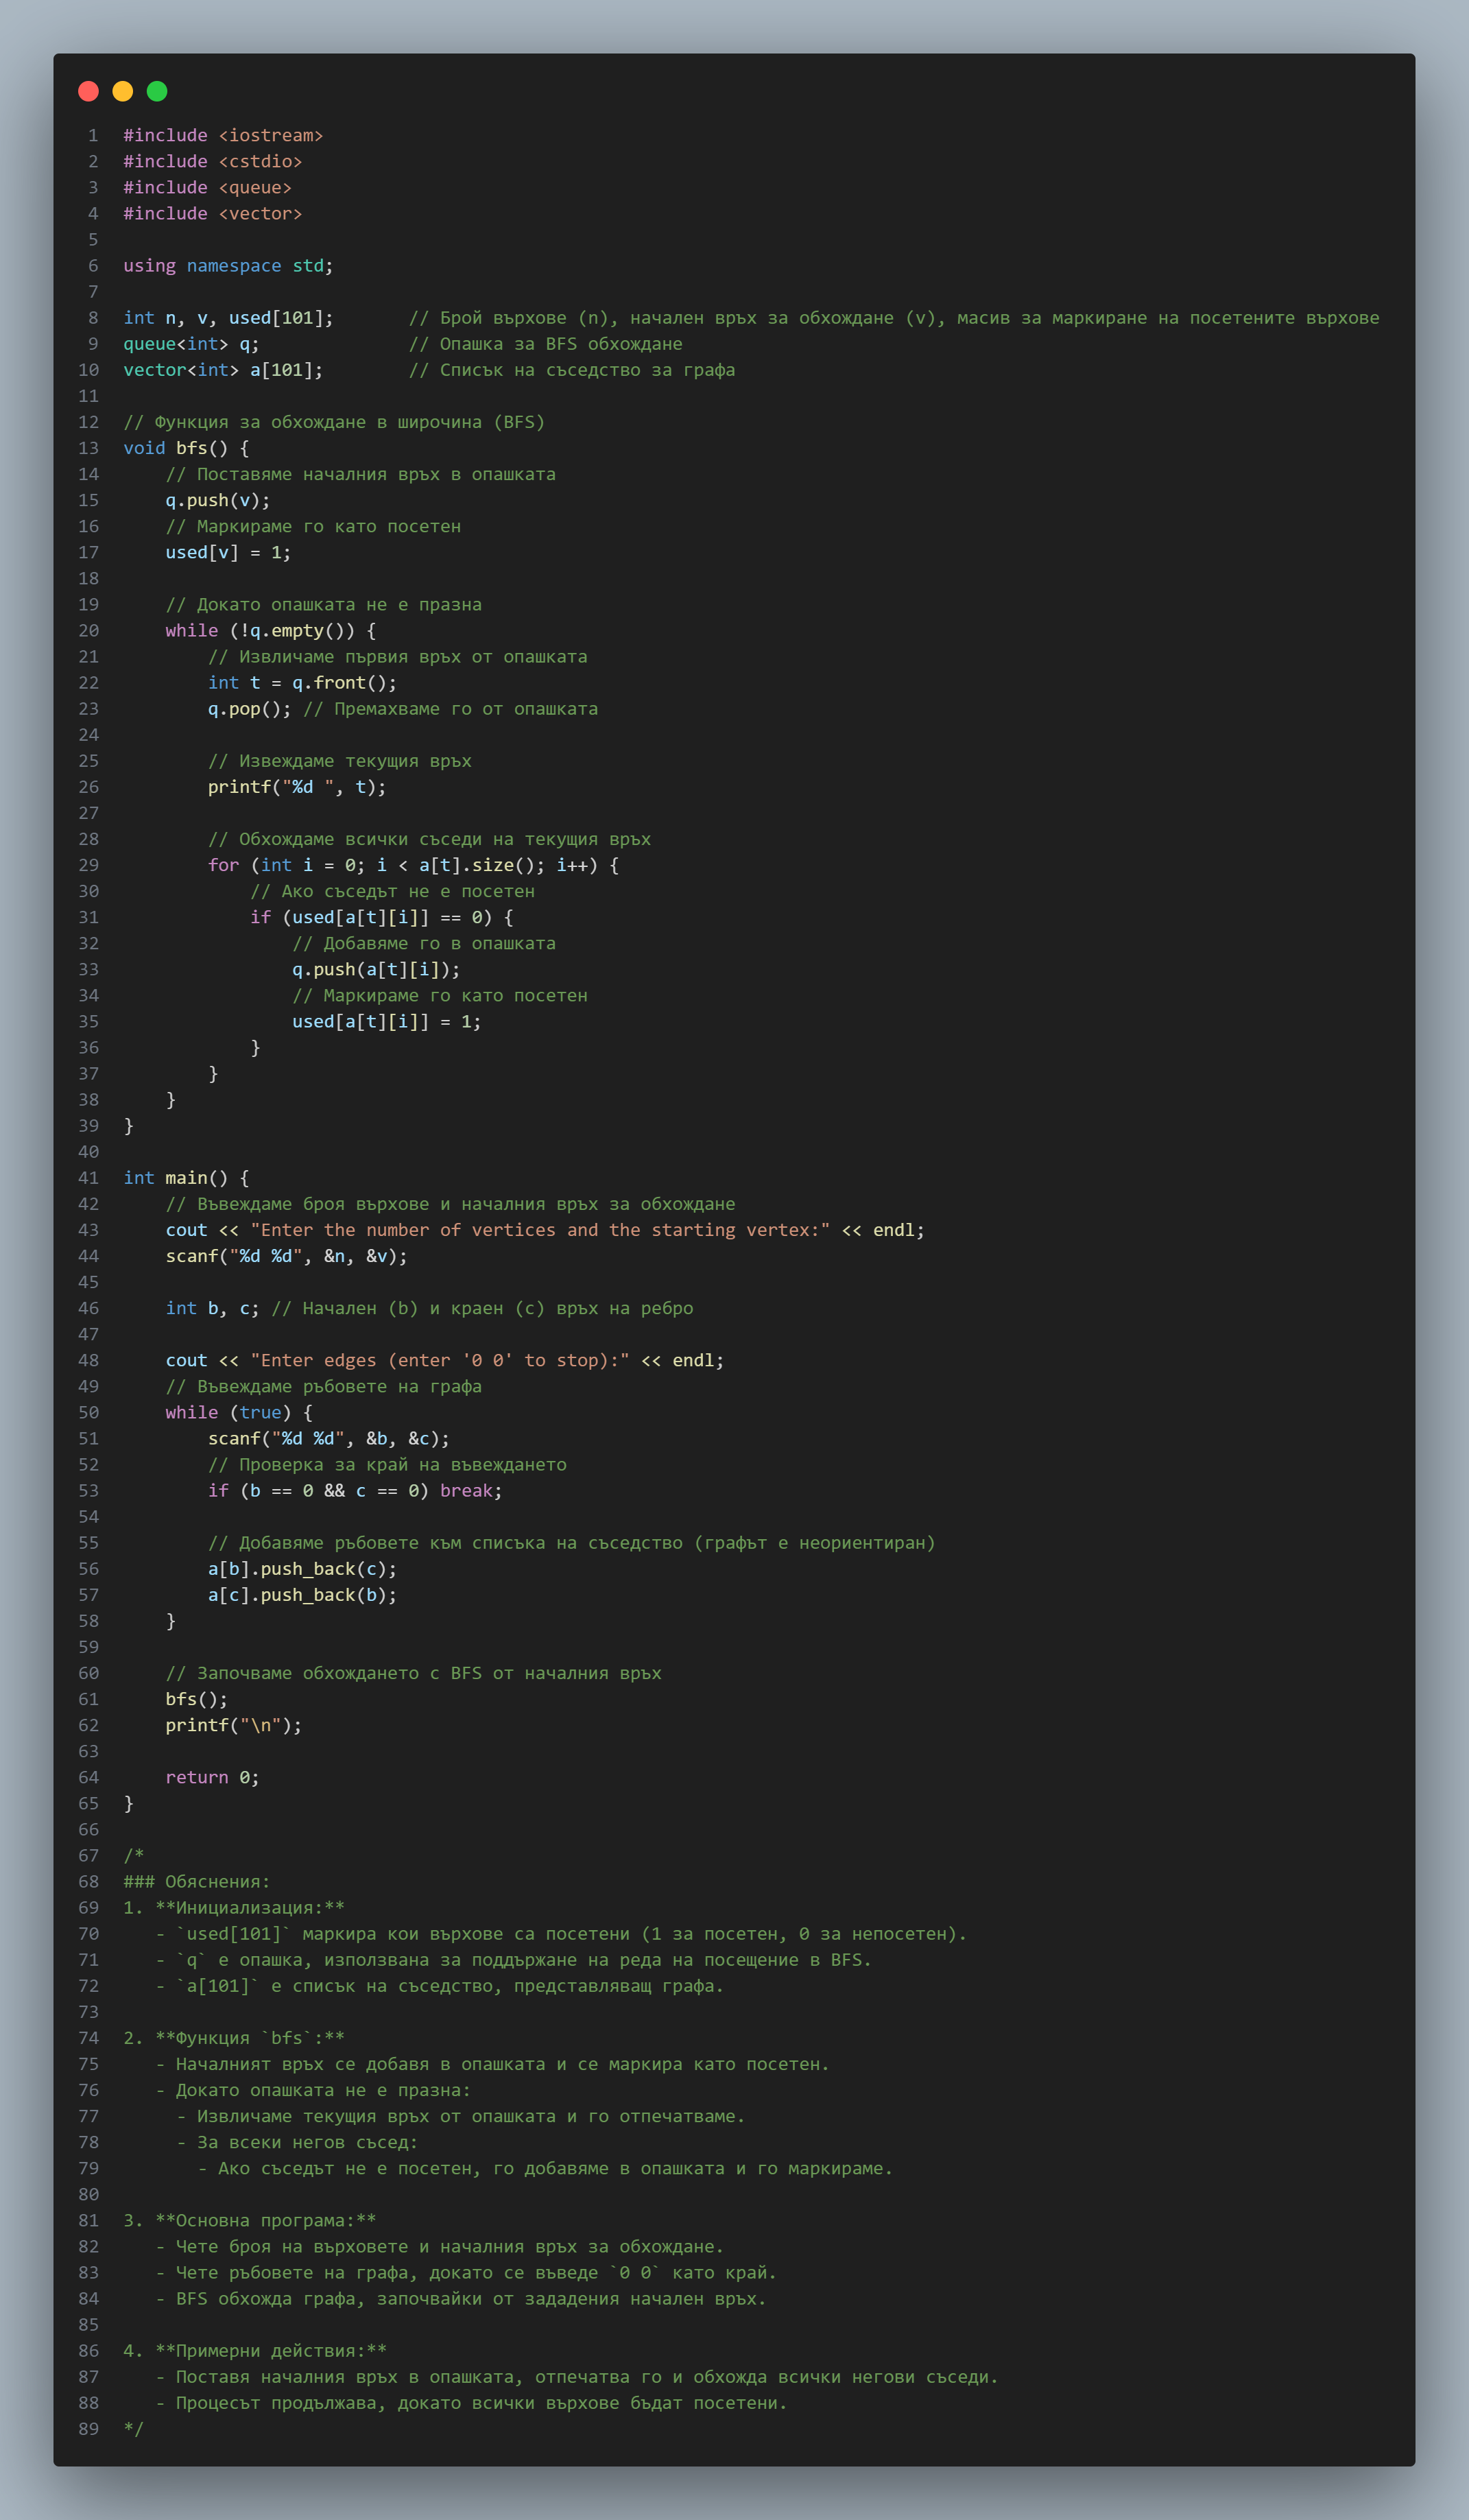 1 #include <iostream>
2 #include <cstdio>
3 #include <queue>
4 #include <vector>
5
6 using namespace std;
7
8 int n, v, used[101];       // Брой върхове (n), начален връх за обхождане (v), масив за маркиране на посетените върхове
9 queue<int> q;              // Опашка за BFS обхождане
10 vector<int> a[101];        // Списък на съседство за графа
11
12 // Функция за обхождане в широчина (BFS)
13 void bfs() {
14     // Поставяме началния връх в опашката
15     q.push(v);
16     // Маркираме го като посетен
17     used[v] = 1;
18
19     // Докато опашката не е празна
20     while (!q.empty()) {
21         // Извличаме първия връх от опашката
22         int t = q.front();
23         q.pop(); // Премахваме го от опашката
24
25         // Извеждаме текущия връх
26         printf("%d ", t);
27
28         // Обхождаме всички съседи на текущия връх
29         for (int i = 0; i < a[t].size(); i++) {
30             // Ако съседът не е посетен
31             if (used[a[t][i]] == 0) {
32                 // Добавяме го в опашката
33                 q.push(a[t][i]);
34                 // Маркираме го като посетен
35                 used[a[t][i]] = 1;
36             }
37         }
38     }
39 }
40
41 int main() {
42     // Въвеждаме броя върхове и началния връх за обхождане
43     cout << "Enter the number of vertices and the starting vertex:" << endl;
44     scanf("%d %d", &n, &v);
45
46     int b, c; // Начален (b) и краен (c) връх на ребро
47
48     cout << "Enter edges (enter '0 0' to stop):" << endl;
49     // Въвеждаме ръбовете на графа
50     while (true) {
51         scanf("%d %d", &b, &c);
52         // Проверка за край на въвеждането
53         if (b == 0 && c == 0) break;
54
55         // Добавяме ръбовете към списъка на съседство (графът е неориентиран)
56         a[b].push_back(c);
57         a[c].push_back(b);
58     }
59
60     // Започваме обхождането с BFS от началния връх
61     bfs();
62     printf("\n");
63
64     return 0;
65 }
66
67 /*
68 ### Обяснения:
69 1. **Инициализация:**
70    - `used[101]` маркира кои върхове са посетени (1 за посетен, 0 за непосетен).
71    - `q` е опашка, използвана за поддържане на реда на посещение в BFS.
72    - `a[101]` е списък на съседство, представляващ графа.
73
74 2. **Функция `bfs`:**
75    - Началният връх се добавя в опашката и се маркира като посетен.
76    - Докато опашката не е празна:
77      - Извличаме текущия връх от опашката и го отпечатваме.
78      - За всеки негов съсед:
79        - Ако съседът не е посетен, го добавяме в опашката и го маркираме.
80
81 3. **Основна програма:**
82    - Чете броя на върховете и началния връх за обхождане.
83    - Чете ръбовете на графа, докато се въведе `0 0` като край.
84    - BFS обхожда графа, започвайки от зададения начален връх.
85
86 4. **Примерни действия:**
87    - Поставя началния връх в опашката, отпечатва го и обхожда всички негови съседи.
88    - Процесът продължава, докато всички върхове бъдат посетени.
89 */